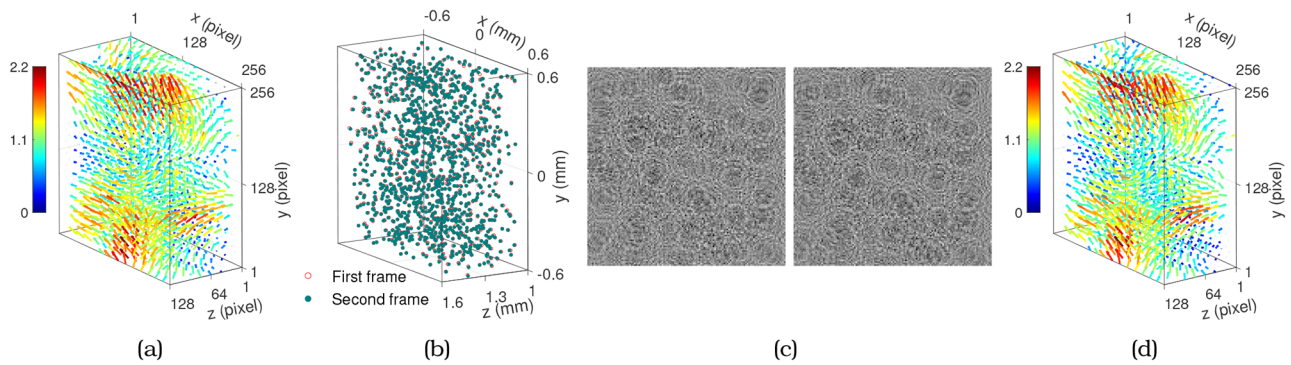 2.2
1.1
0
1
x (pixel)
128
256
256
128
y (pixel)
1
1
64
128
z (pixel)
-0.6
x (mm)
0
0.6
0.6
0
y (mm)
-0.6
1
1.3
1.6
z (mm)
First frame
Second frame
2.2
1.1
0
1
x (pixel)
128
256
256
128
y (pixel)
1
1
64
128
z (pixel)
(a)
(b)
(c)
(d)